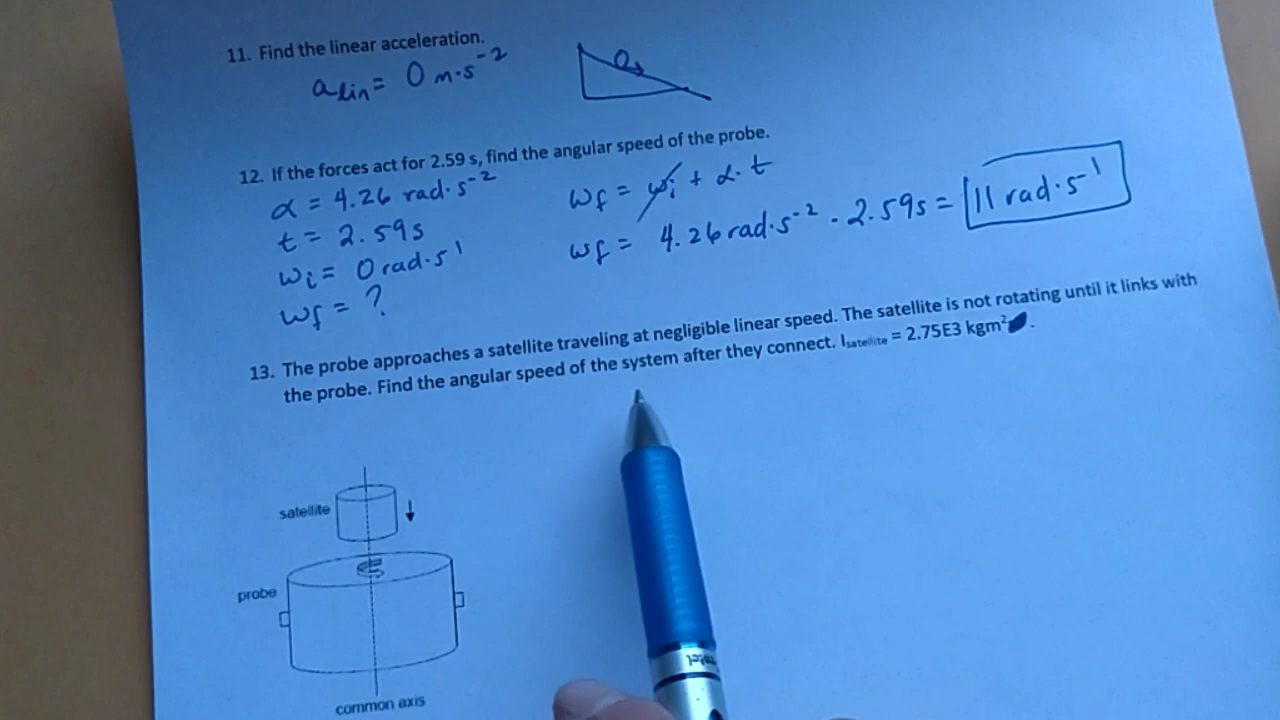 11. Find the linear acceleration.
a_lin = 0 m·s⁻²
12. If the forces act for 2.59 s, find the angular speed of the probe.
α = 4.26 rad·s⁻²
t = 2.59s
ωi = 0 rad·s⁻¹
ωf = ?
ωf = ωi + α·t
ωf = 4.26 rad·s⁻² · 2.59s = 11 rad·s⁻¹
13. The probe approaches a satellite traveling at negligible linear speed. The satellite is not rotating until it links with
the probe. Find the angular speed of the system after they connect. I_satellite = 2.75E3 kgm².
satellite
probe
common axis